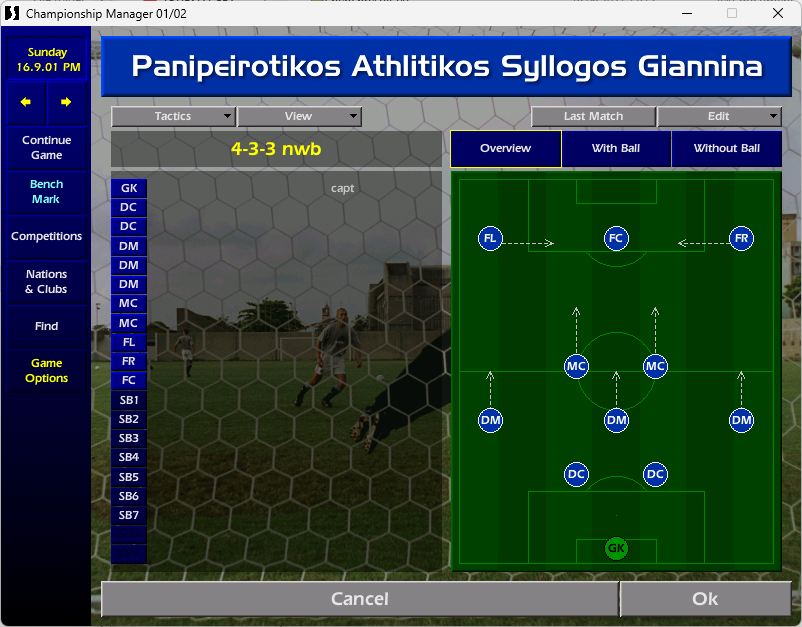 Championship Manager 01/02
Sunday
16.9.01 PM
Continue
Game
Bench
Mark
Competitions
Nations
& Clubs
Find
Game
Options
Panipeirotikos Athlitikos Syllogos Giannina
Tactics
View
Last Match
Edit
4-3-3 nwb
Overview
With Ball
Without Ball
GK
capt
DC
DC
DM
DM
DM
MC
MC
FL
FR
FC
SB1
SB2
SB3
SB4
SB5
SB6
SB7
FL
FC
FR
MC
MC
DM
DM
DM
DC
DC
GK
Cancel
Ok